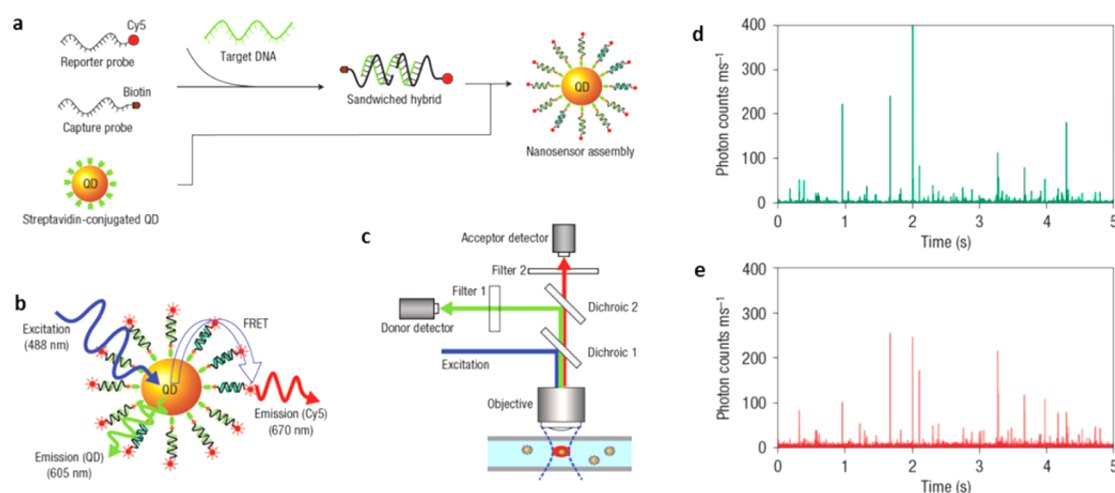 a
Cy5
Reporter probe
Target DNA
Biotin
Capture probe
Sandwiched hybrid
QD
Nanosensor assembly
QD
Streptavidin-conjugated QD
b
Excitation
(488 nm)
FRET
QD
Emission (Cy5)
(670 nm)
Emission (QD)
(605 nm)
c
Acceptor detector
Filter 2
Filter 1
Dichroic 2
Donor detector
Dichroic 1
Excitation
Objective
d
Photon counts ms⁻¹
400
300
200
100
0
0 1 2 3 4 5
Time (s)
e
Photon counts ms⁻¹
400
300
200
100
0
0 1 2 3 4 5
Time (s)